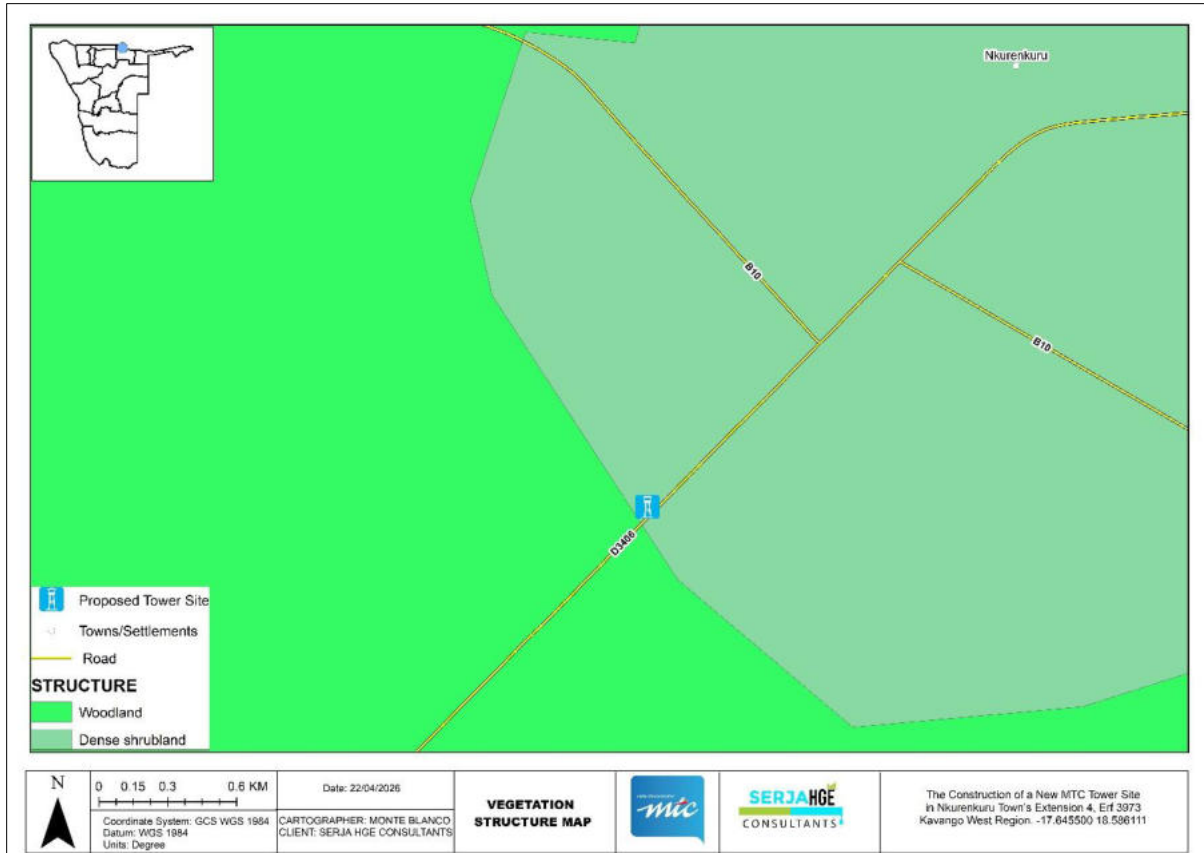 Nkurenkuru
B10
B10
D3406
Proposed Tower Site
Towns/Settlements
Road
STRUCTURE
Woodland
Dense shrubland
N
0 0.15 0.3 0.6 KM
Coordinate System: GCS WGS 1984
Datum: WGS 1984
Units: Degree
Date: 22/04/2026
CARTOGRAPHER: MONTE BLANCO
CLIENT: SERJA HGE CONSULTANTS
VEGETATION
STRUCTURE MAP
mtc
SERJAHGE
CONSULTANTS
The Construction of a New MTC Tower Site
in Nkurenkuru Town's Extension 4, Erf 3973
Kavango West Region. -17.645500 18.586111